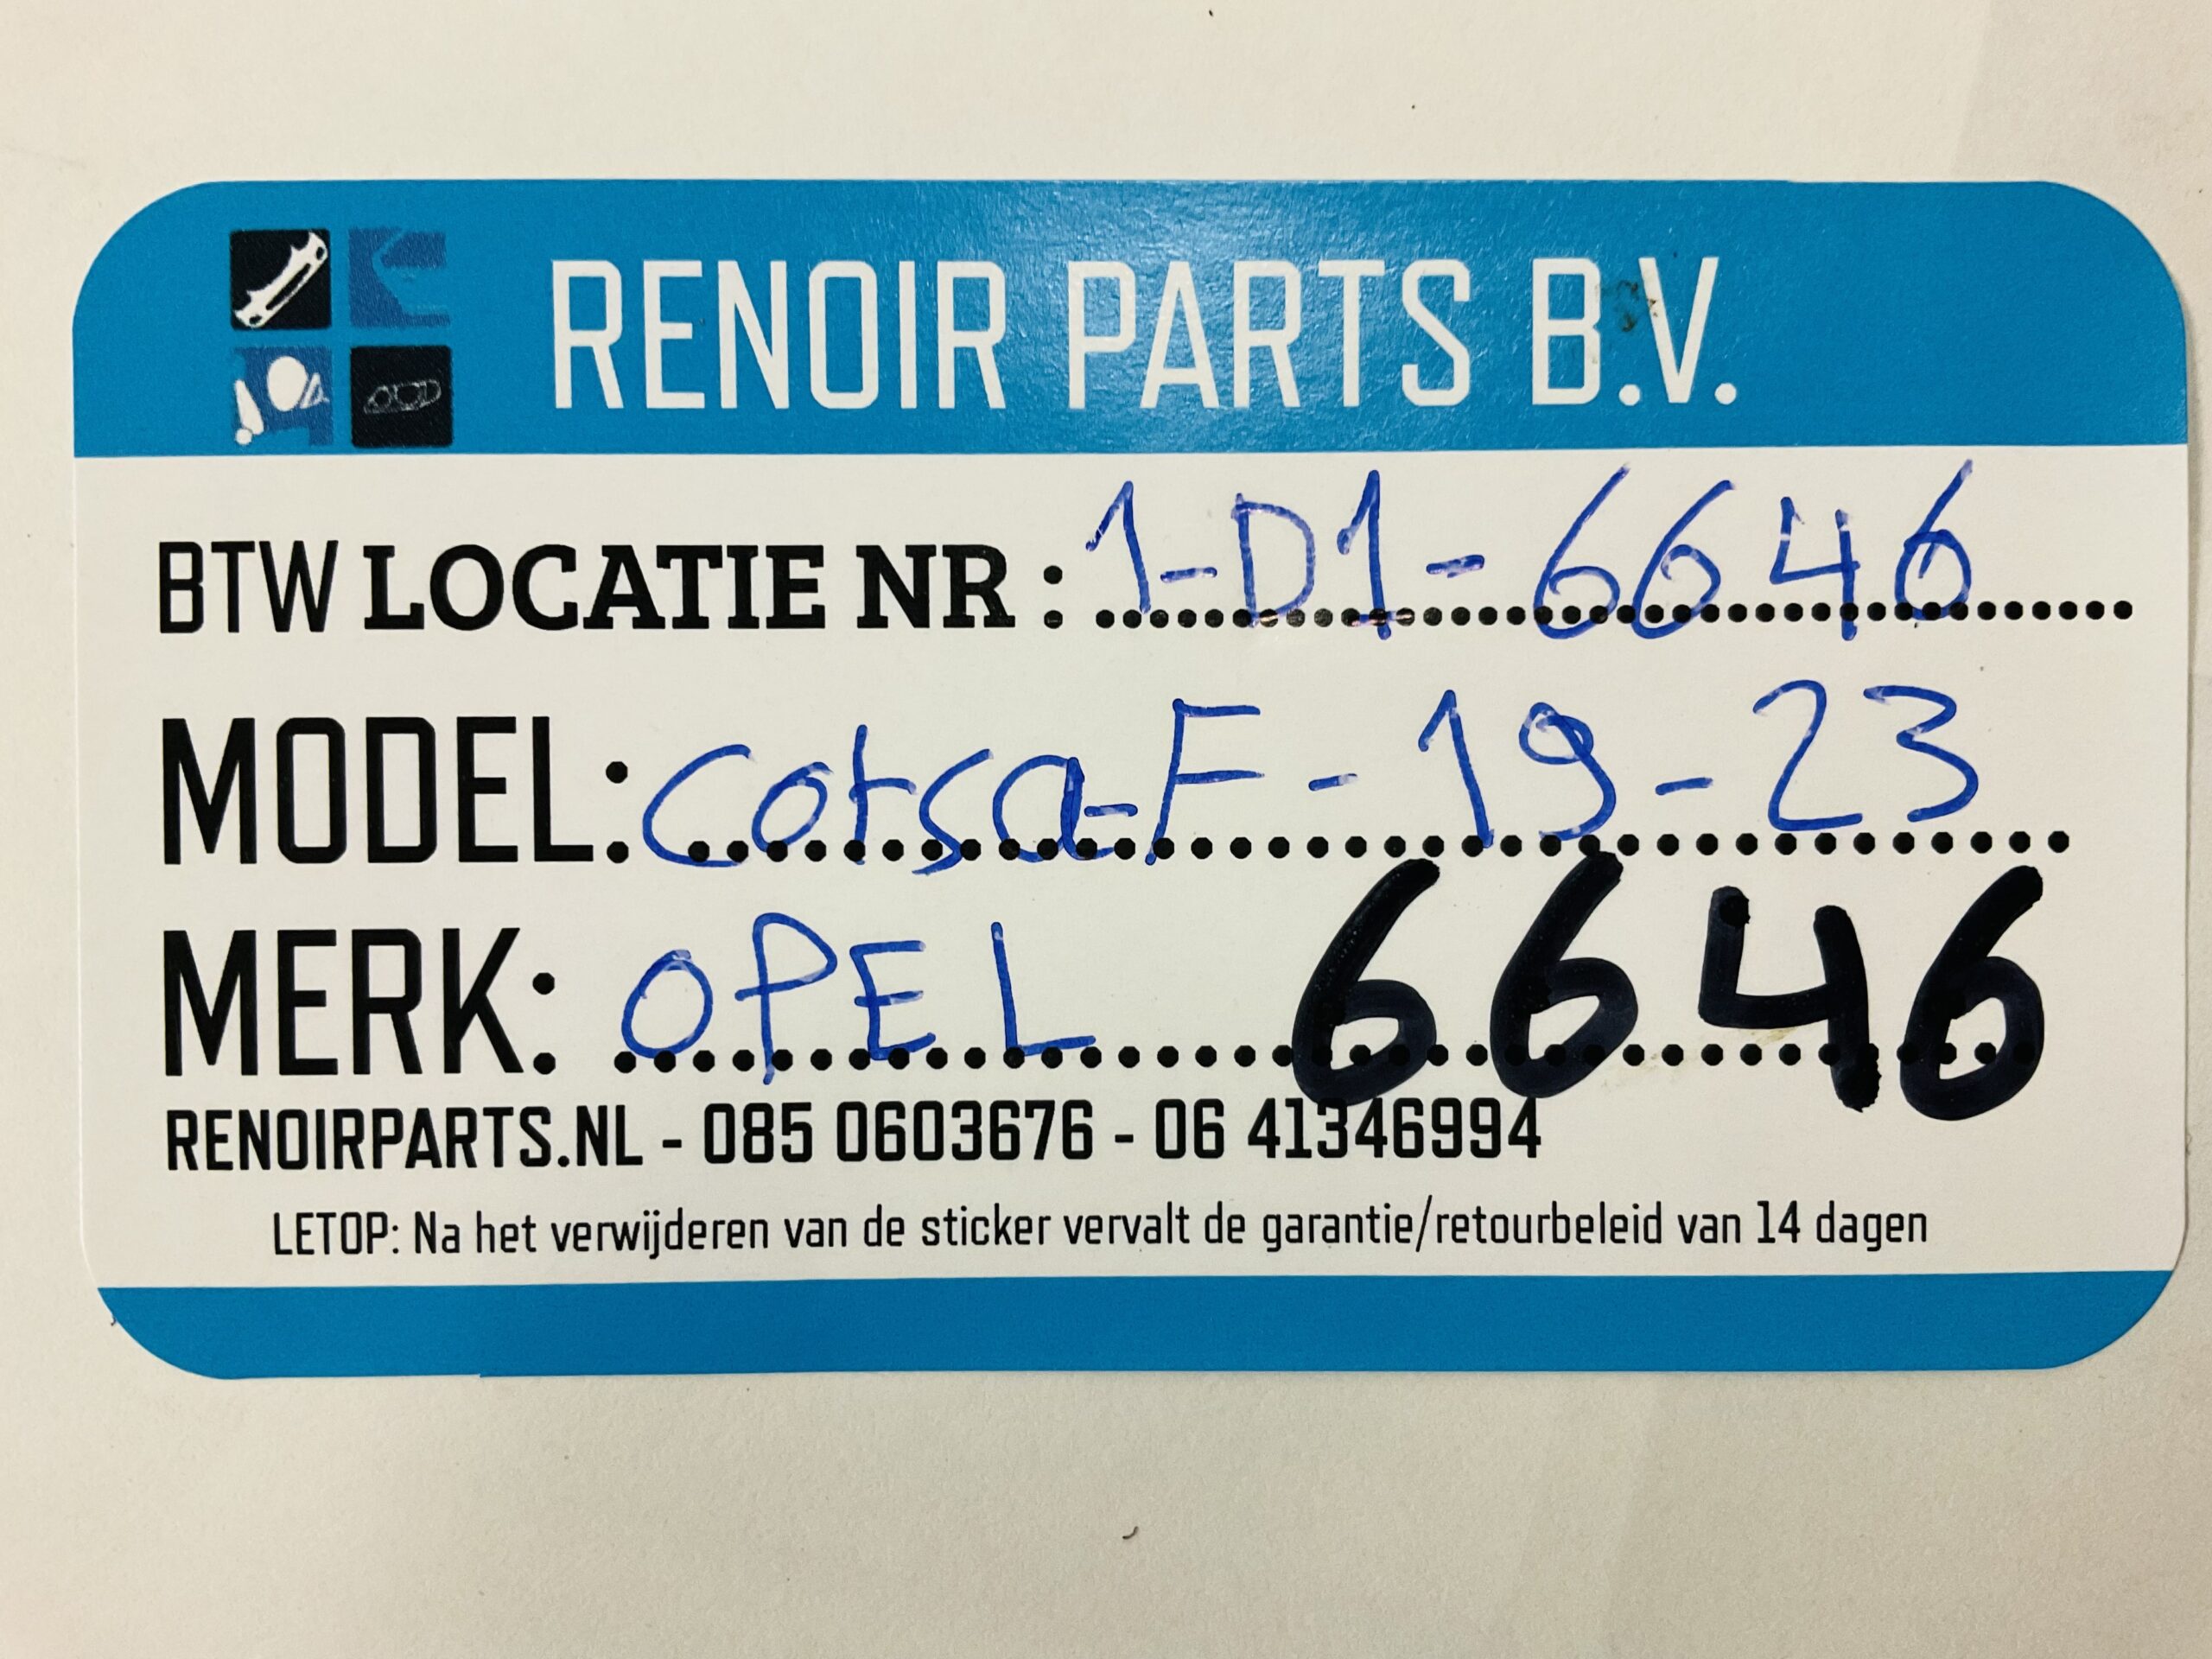 RENOIR PARTS B.V.
BTW LOCATIE NR : 1-D1-6646
MODEL: Corsa-F-19-23
MERK: OPEL 6646
RENOIRPARTS.NL - 085 0603676 - 06 41346994
LETOP: Na het verwijderen van de sticker vervalt de garantie/retourbeleid van 14 dagen